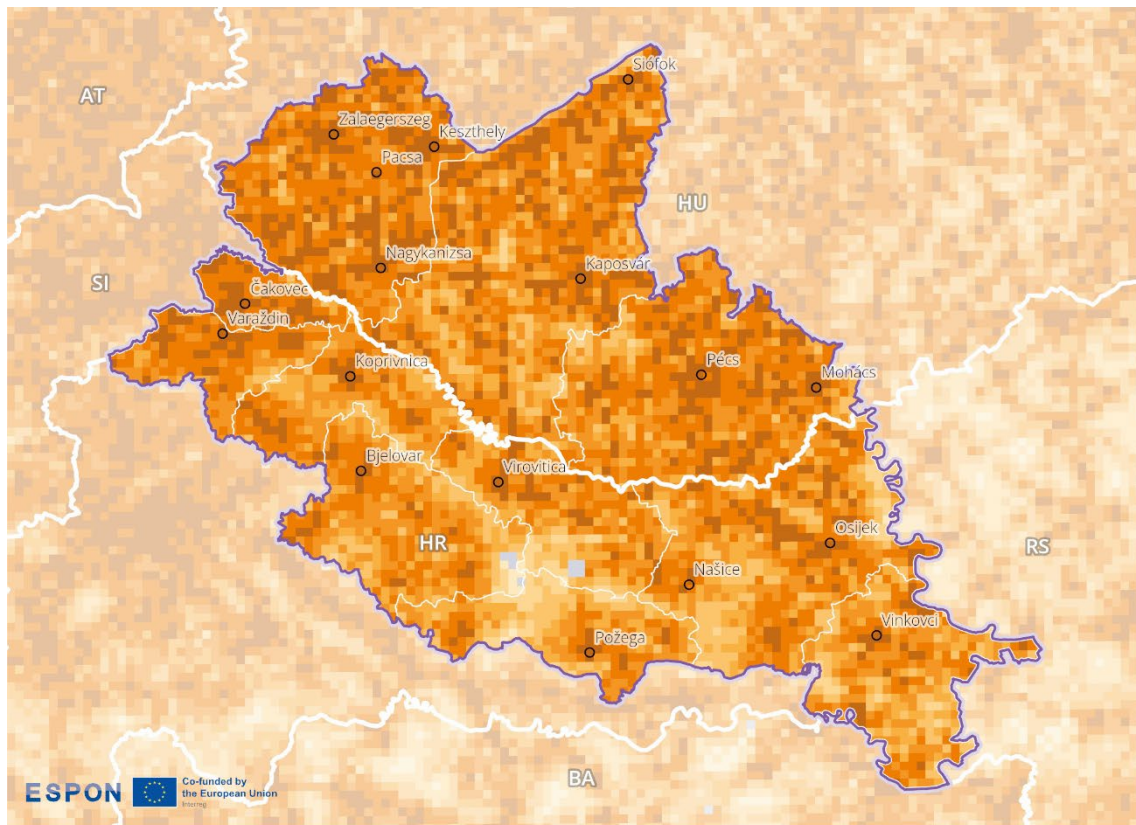 Siófok
AT
Zalaegerszeg
Keszthely
Pacsa
HU
Nagykanizsa
Kaposvár
SI
Čakovec
Varaždin
Koprivnica
Pécs
Mohács
Bjelovar
Virovitica
HR
Osijek
RS
Našice
Vinkovci
Požega
BA
ESPON
Co-funded by
the European Union
Interreg